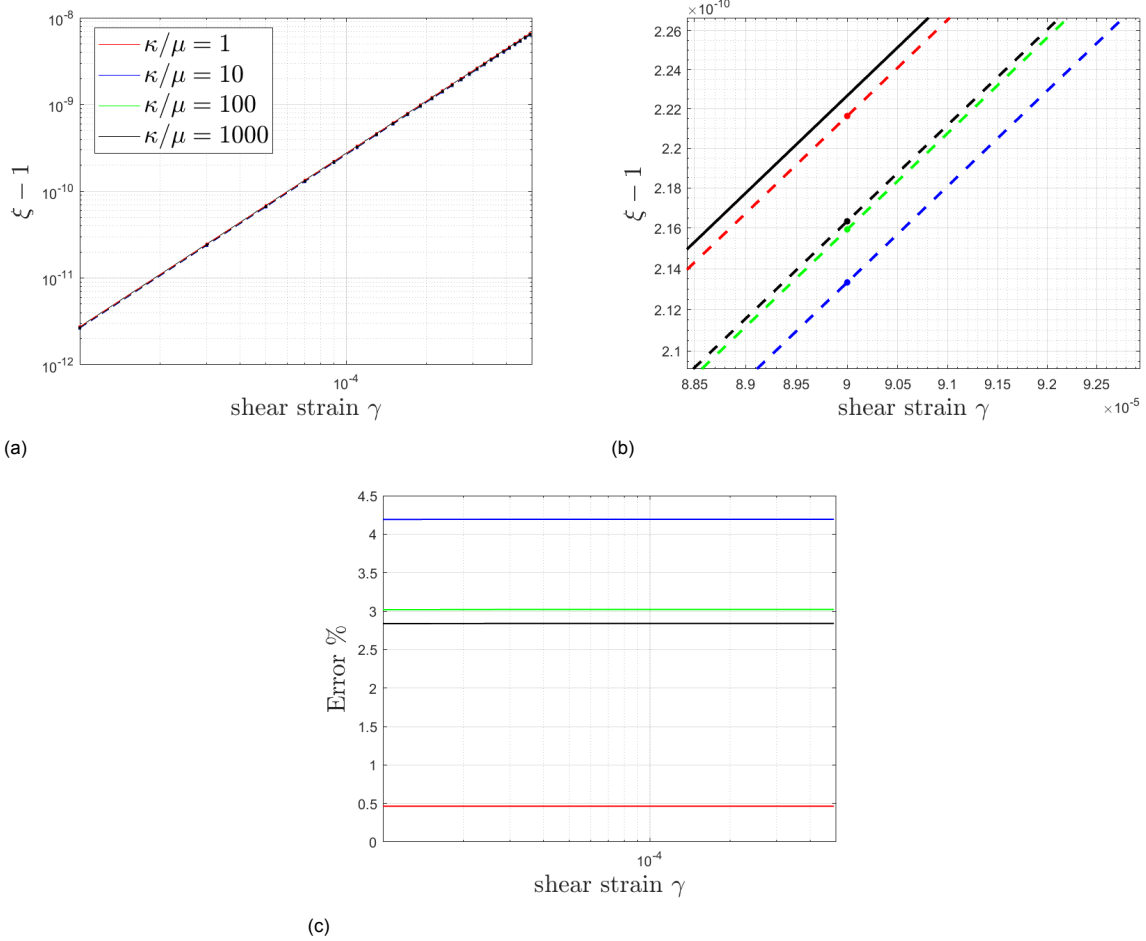 10^-8
10^-9
10^-10
10^-11
10^-12
ξ − 1
κ/μ = 1
κ/μ = 10
κ/μ = 100
κ/μ = 1000
10^-4
shear strain γ
(a)
×10^-10
2.26
2.24
2.22
2.2
2.18
2.16
2.14
2.12
2.1
ξ − 1
8.85 8.9 8.95 9 9.05 9.1 9.15 9.2 9.25
shear strain γ
×10^-5
(b)
4.5
4
3.5
3
2.5
2
1.5
1
0.5
0
Error %
10^-4
shear strain γ
(c)